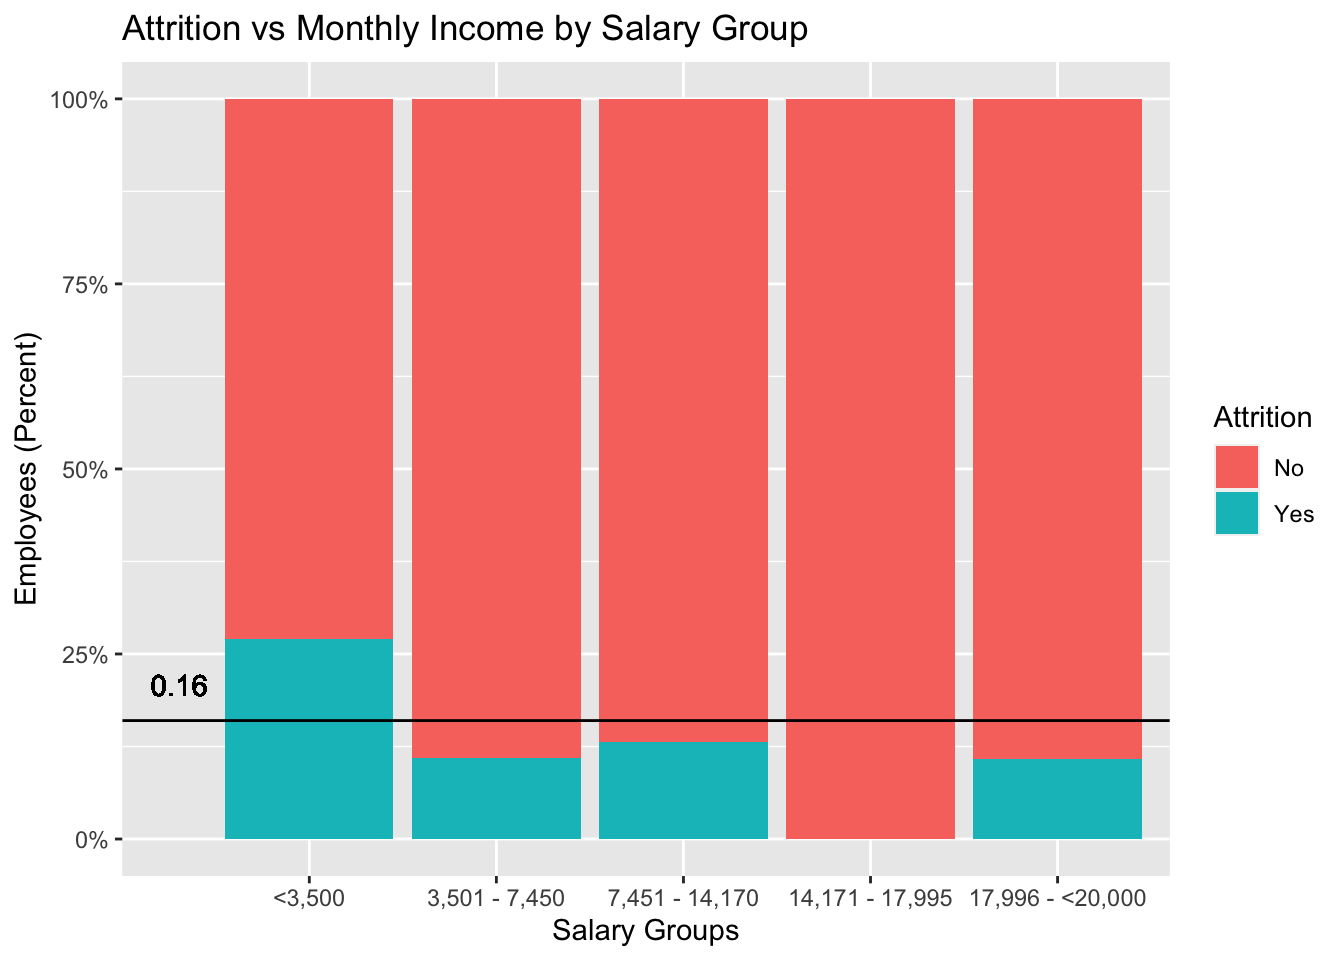 Attrition vs Monthly Income by Salary Group
Employees (Percent)
100%
75%
50%
25%
0%
0.16
<3,500
3,501 - 7,450
7,451 - 14,170
14,171 - 17,995
17,996 - <20,000
Salary Groups
Attrition
No
Yes